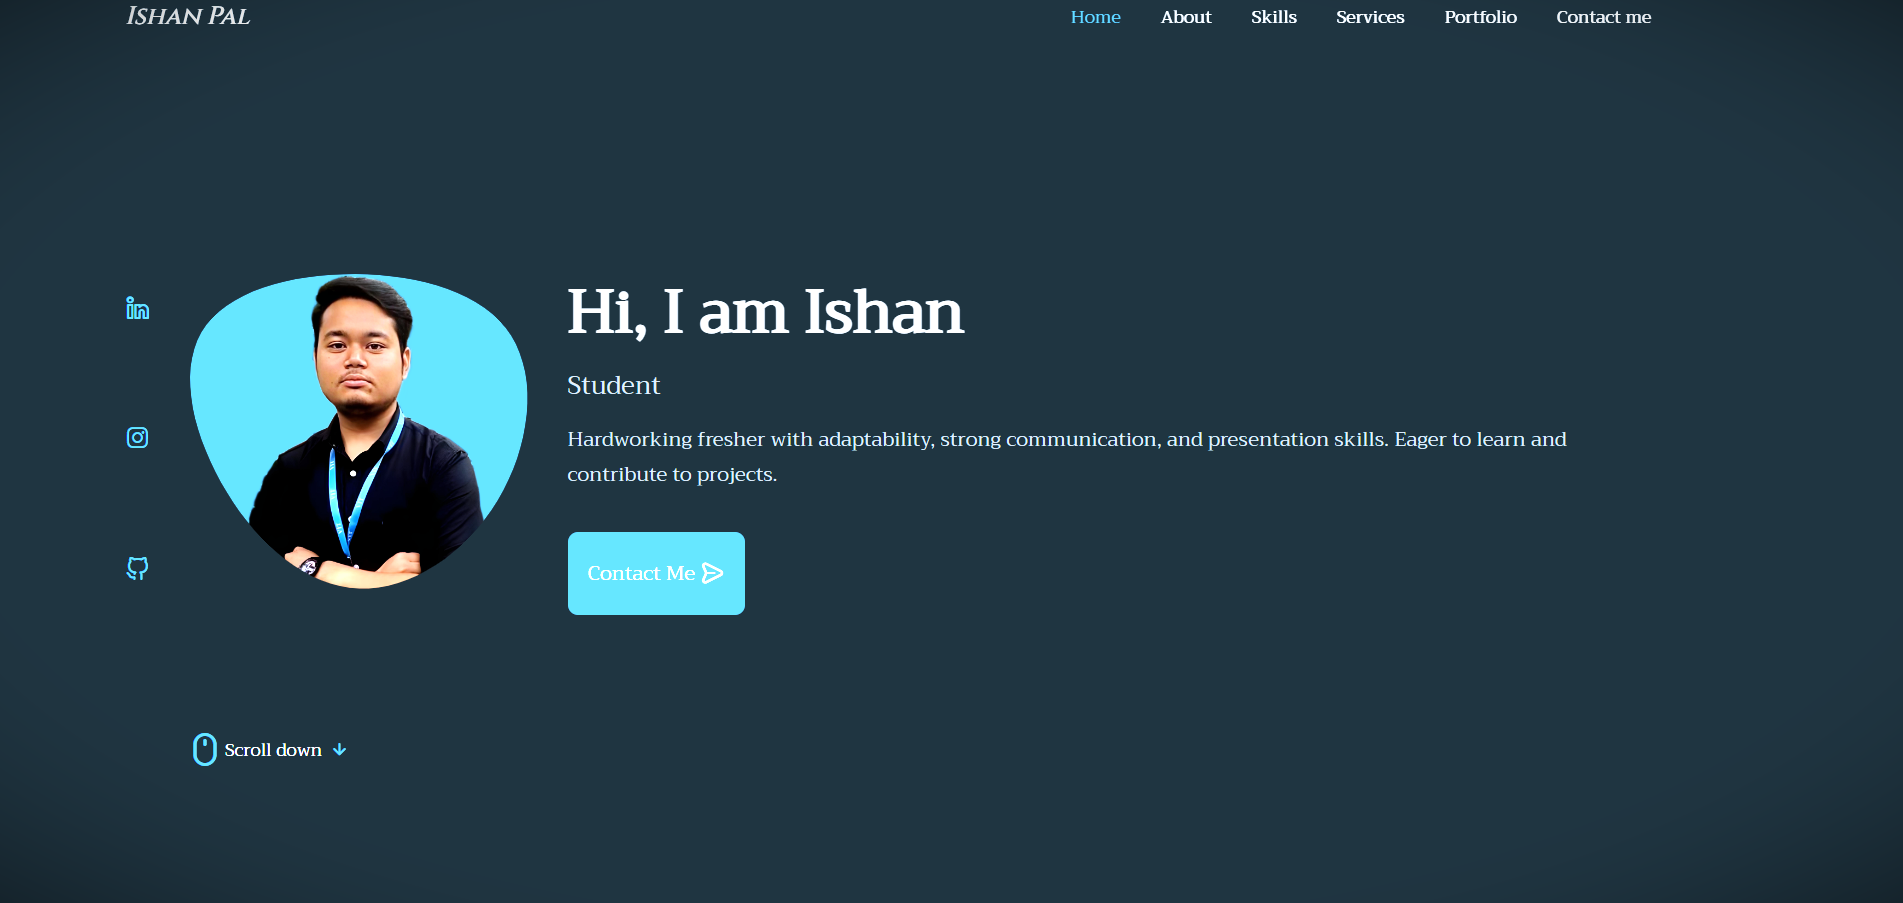 Ishan Pal
Home About Skills Services Portfolio Contact me
Hi, I am Ishan
Student
Hardworking fresher with adaptability, strong communication, and presentation skills. Eager to learn and
contribute to projects.
Contact Me
Scroll down